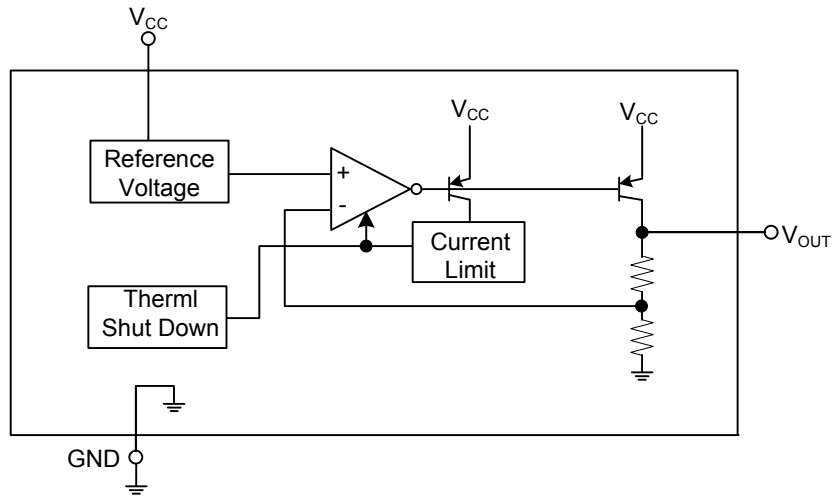 VCC
VCC
VCC
Reference
Voltage
+
-
Current
Limit
VOUT
Therml
Shut Down
GND